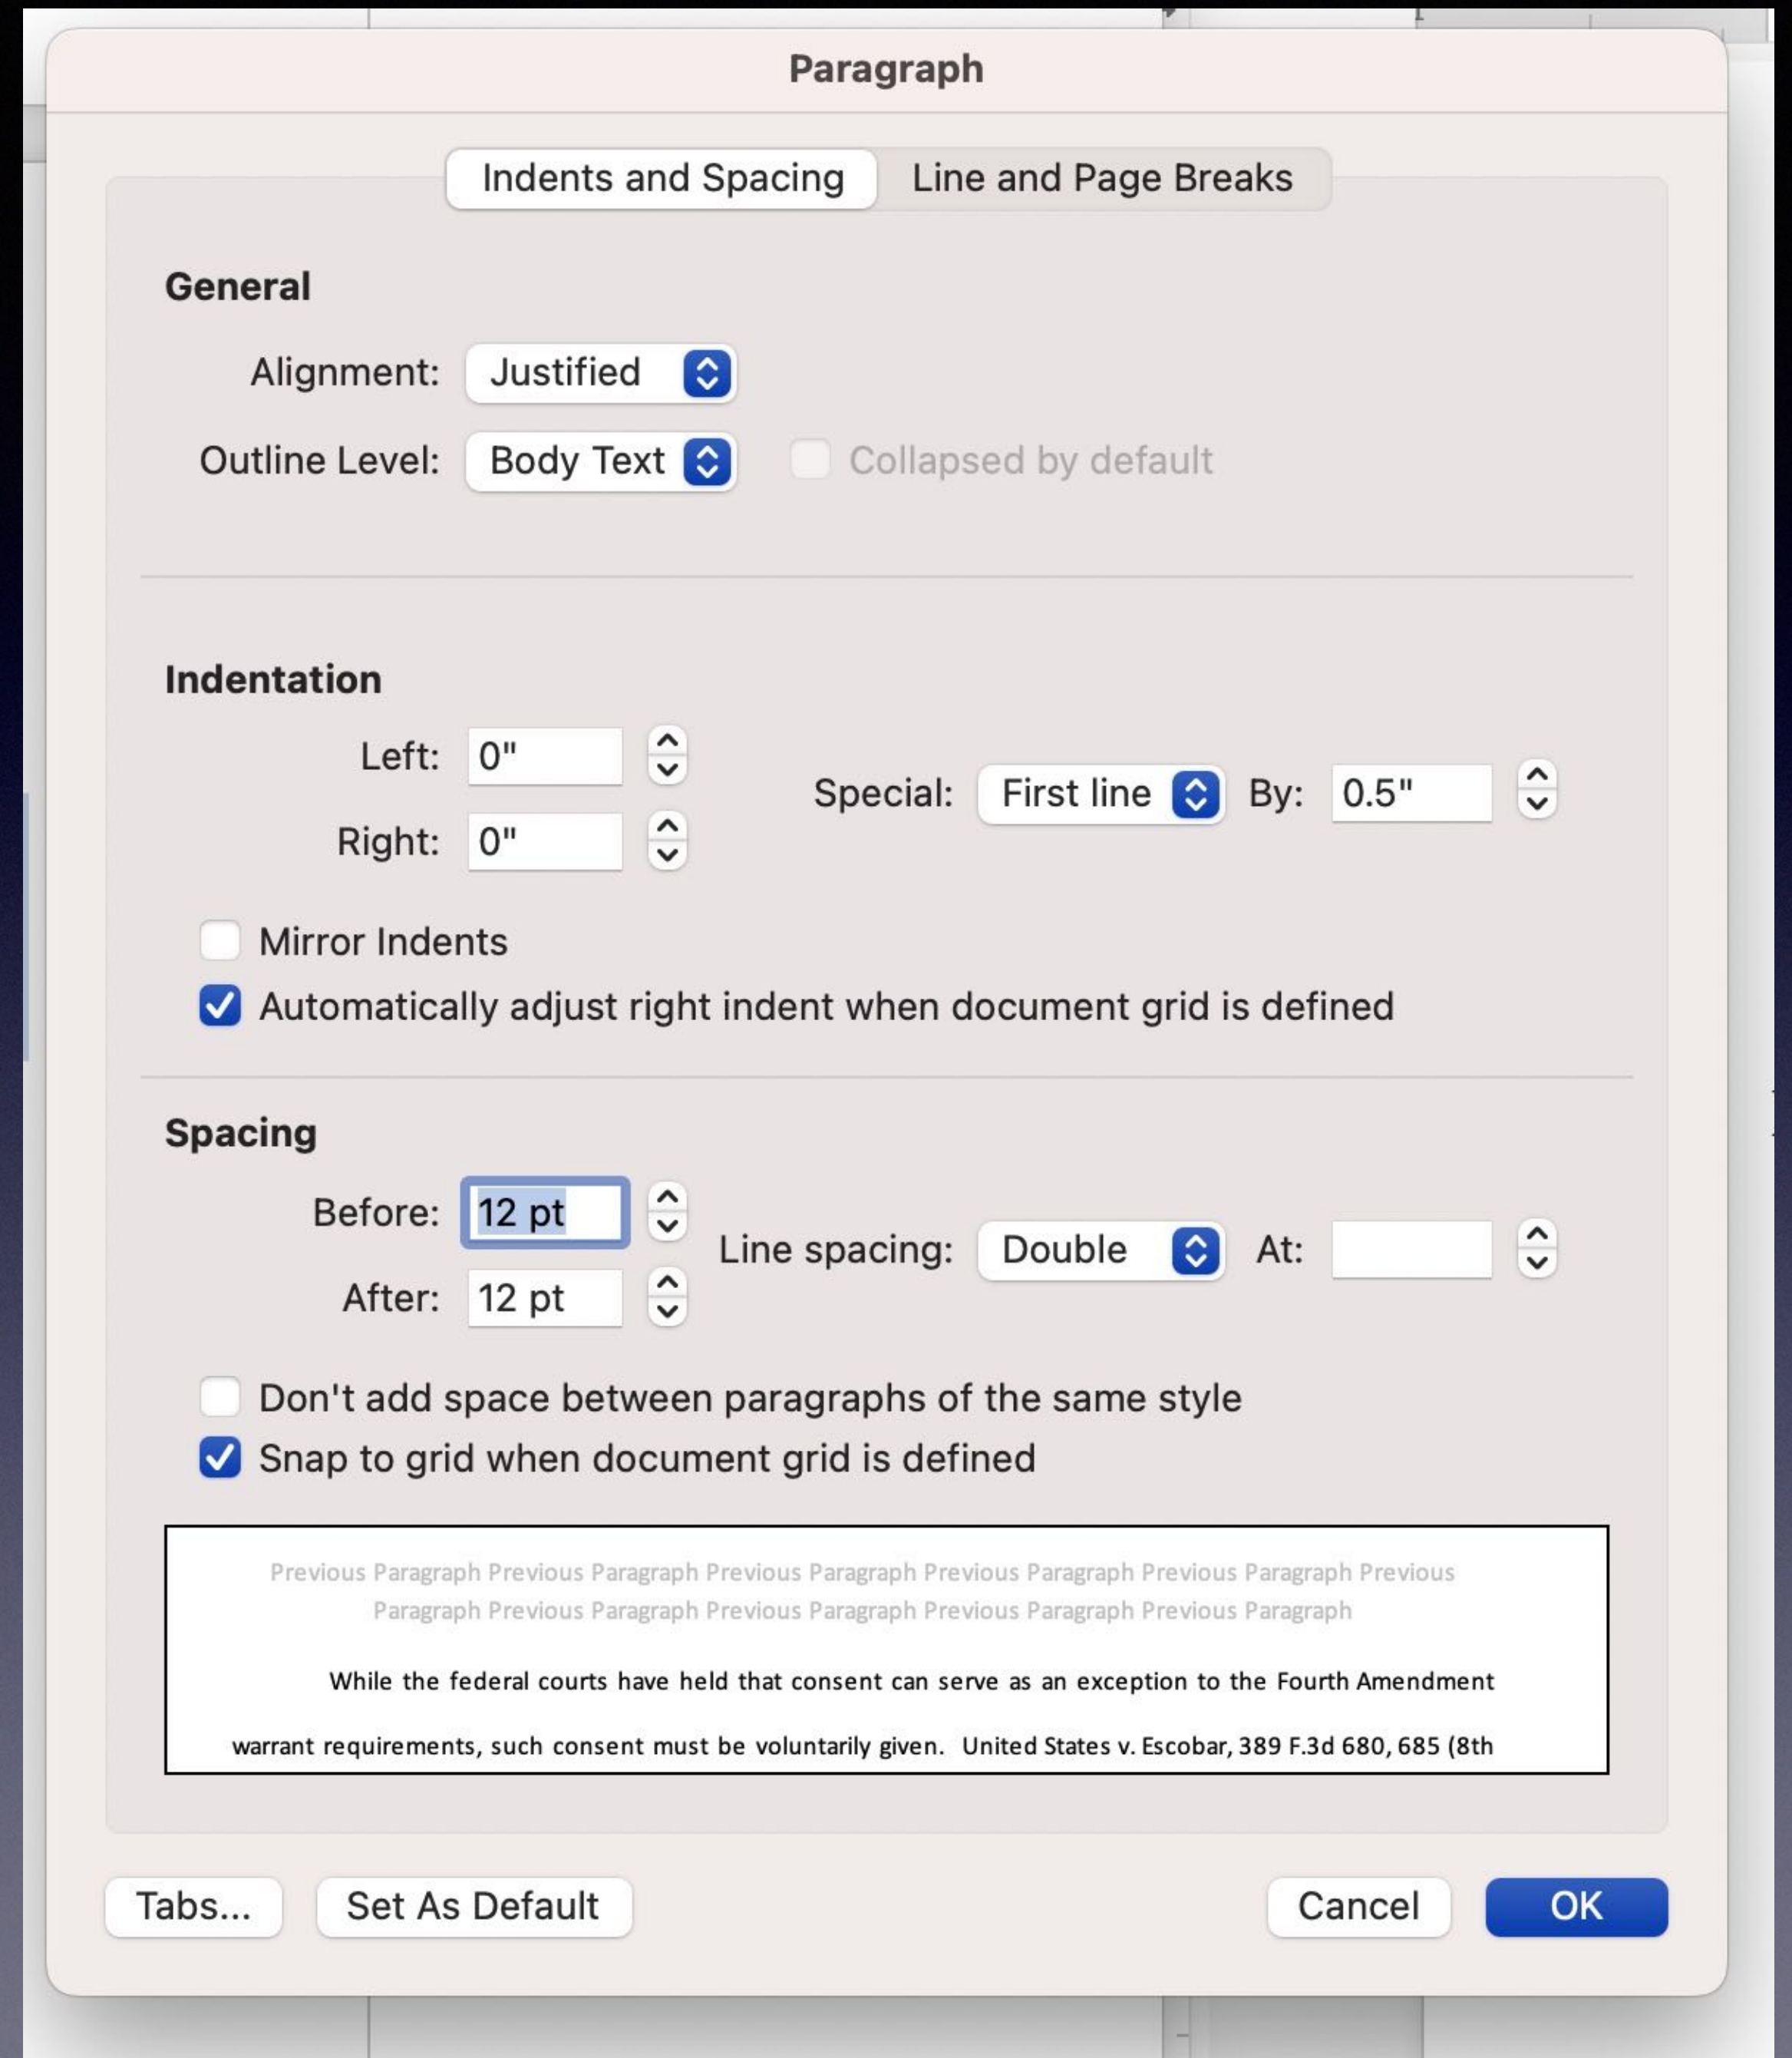 Paragraph
Indents and Spacing Line and Page Breaks
General
Alignment: Justified
Outline Level: Body Text Collapsed by default
Indentation
Left: 0"
Special: First line By: 0.5"
Right: 0"
Mirror Indents
Automatically adjust right indent when document grid is defined
Spacing
Before: 12 pt
Line spacing: Double At:
After: 12 pt
Don't add space between paragraphs of the same style
Snap to grid when document grid is defined
Previous Paragraph Previous Paragraph Previous Paragraph Previous Paragraph Previous Paragraph Previous
Paragraph Previous Paragraph Previous Paragraph Previous Paragraph Previous Paragraph
While the federal courts have held that consent can serve as an exception to the Fourth Amendment
warrant requirements, such consent must be voluntarily given.  United States v. Escobar, 389 F.3d 680, 685 (8th
Tabs... Set As Default Cancel OK